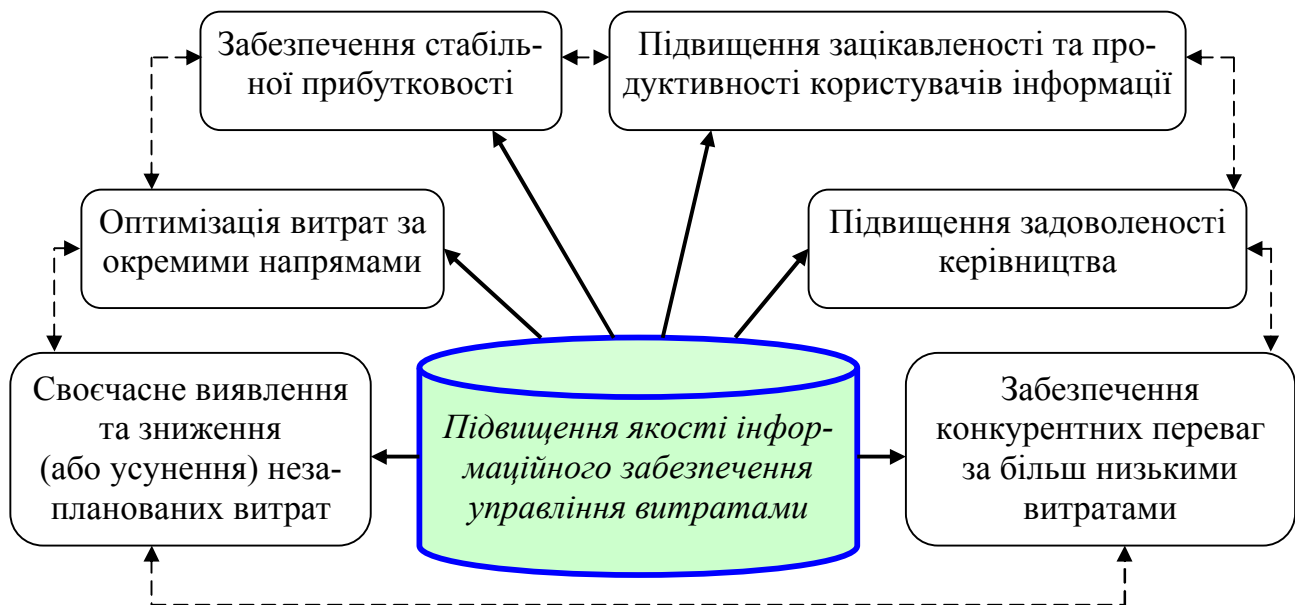 Забезпечення стабіль-
ної прибутковості
Підвищення зацікавленості та про-
дуктивності користувачів інформації
Оптимізація витрат за
окремими напрямами
Підвищення задоволеності
керівництва
Своєчасне виявлення
та зниження
(або усунення) неза-
планованих витрат
Підвищення якості інфор-
маційного забезпечення
управління витратами
Забезпечення
конкурентних переваг
за більш низькими
витратами